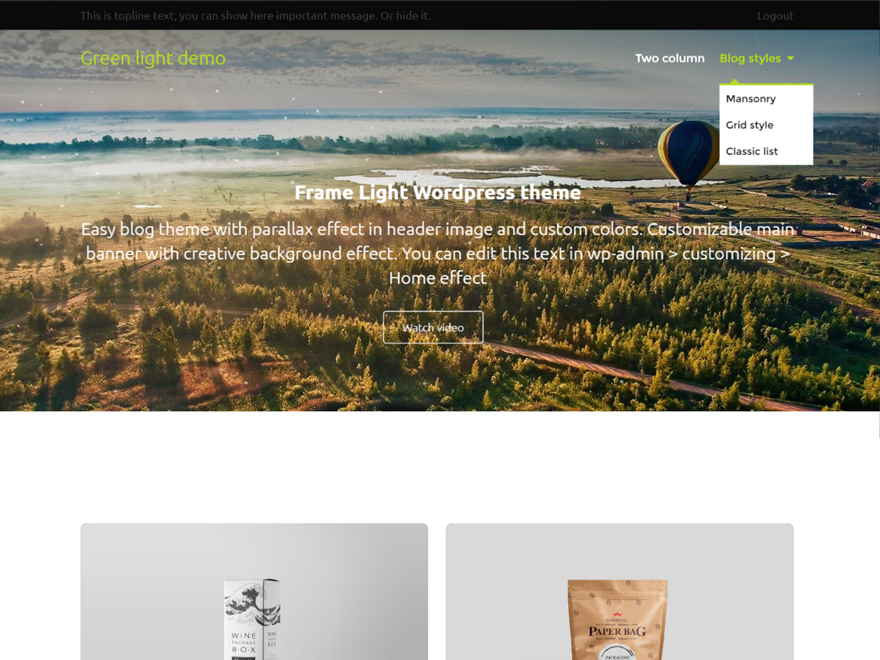 This is topline text, you can show here important message. Or hide it.
Logout
Green light demo
Two column
Blog styles
Mansonry
Grid style
Classic list
Frame Light Wordpress theme
Easy blog theme with parallax effect in header image and custom colors. Customizable main
banner with creative background effect. You can edit this text in wp-admin > customizing >
Home effect
Watch video
WINE
PACKAGE
BOX
PAPER BAG
PACKAGING